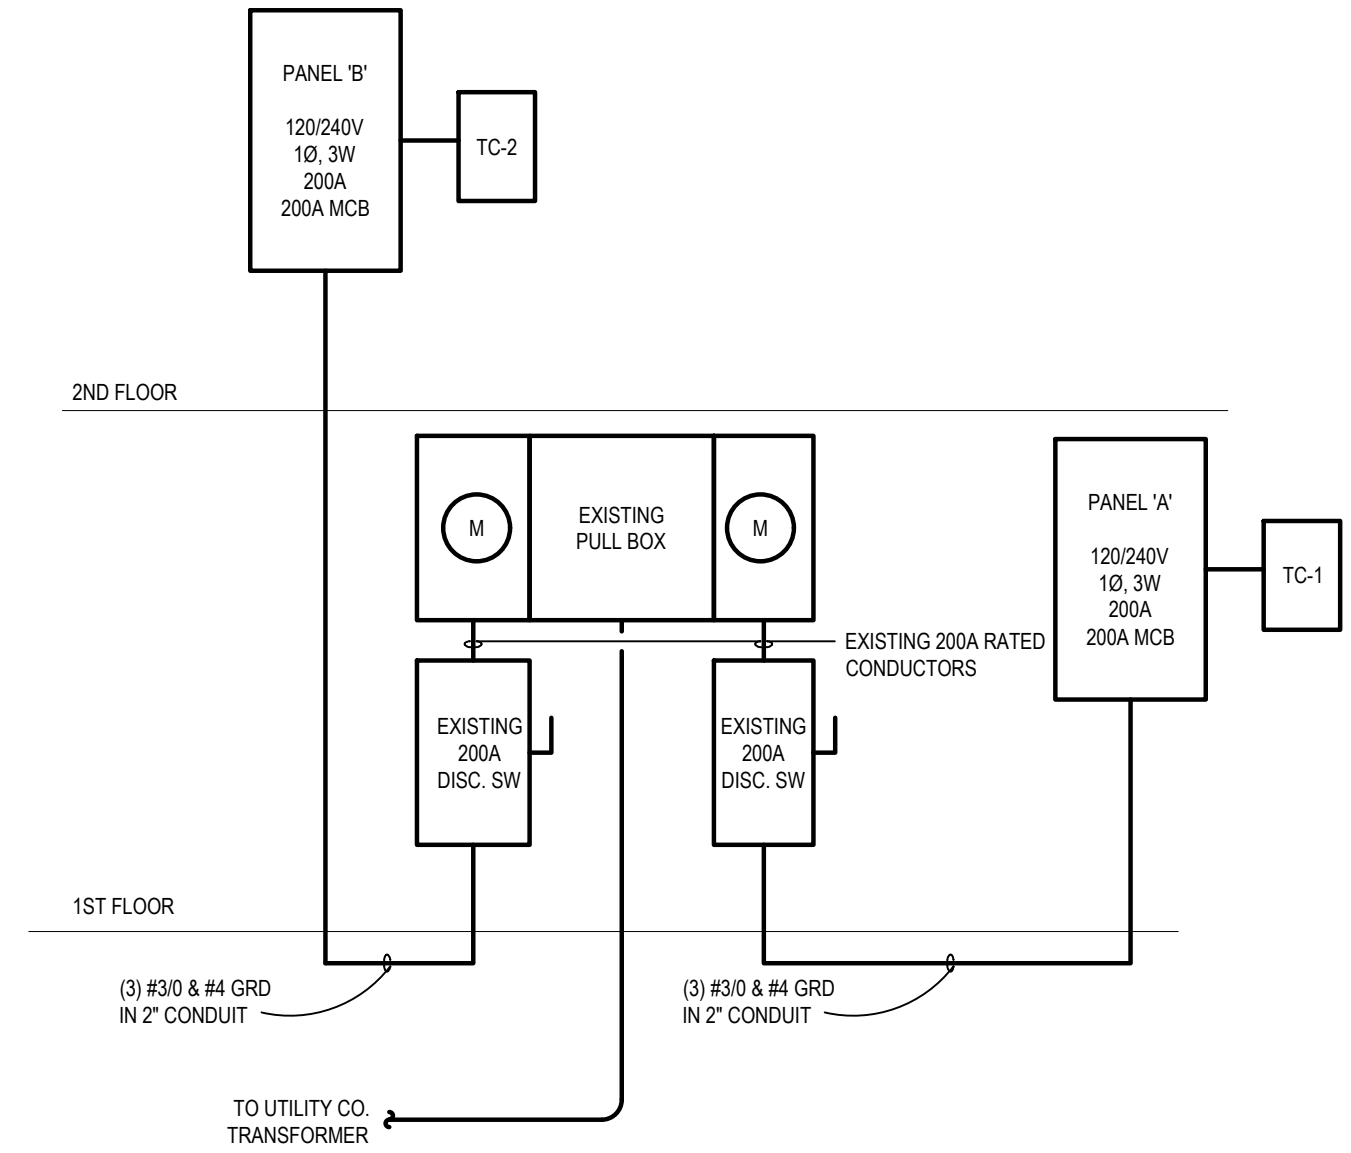 PANEL 'B'
120/240V
1Ø, 3W
200A
200A MCB
TC-2
2ND FLOOR
M
EXISTING
PULL BOX
M
PANEL 'A'
120/240V
1Ø, 3W
200A
200A MCB
TC-1
EXISTING 200A RATED
CONDUCTORS
EXISTING
200A
DISC. SW
EXISTING
200A
DISC. SW
1ST FLOOR
(3) #3/0 & #4 GRD
IN 2" CONDUIT
(3) #3/0 & #4 GRD
IN 2" CONDUIT
TO UTILITY CO.
TRANSFORMER